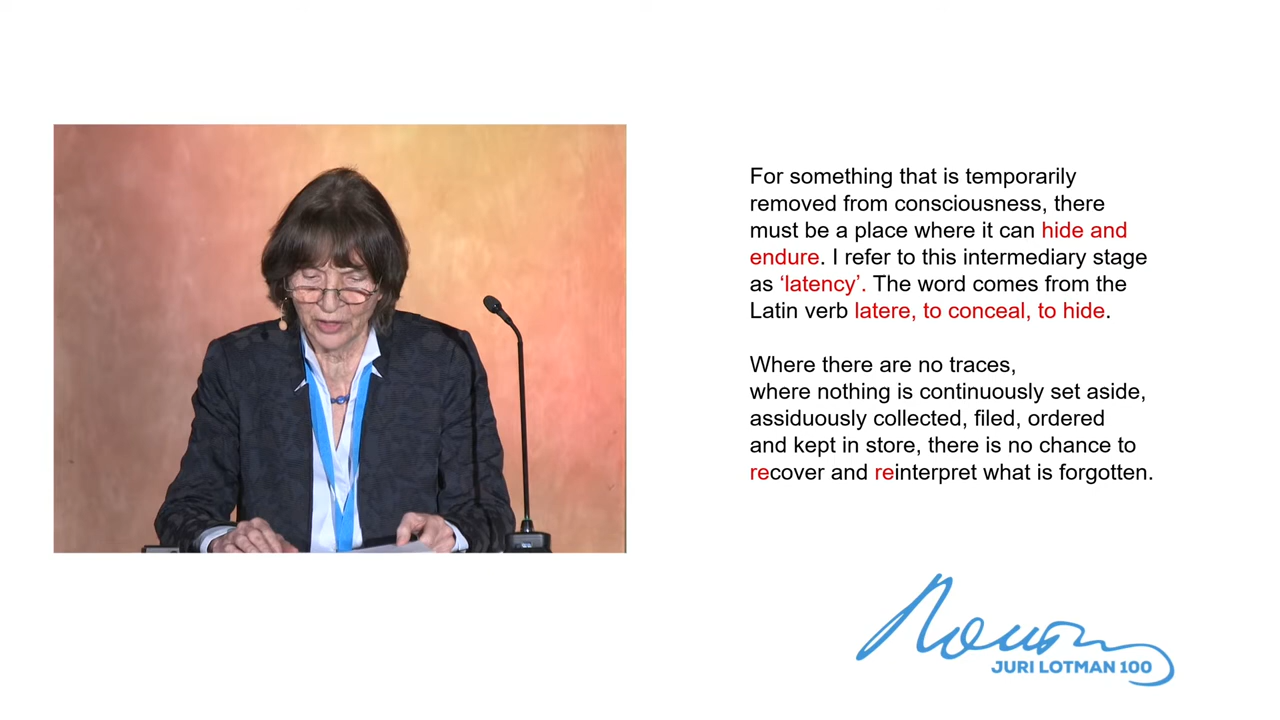 For something that is temporarily
removed from consciousness, there
must be a place where it can hide and
endure. I refer to this intermediary stage
as ‘latency’. The word comes from the
Latin verb latere, to conceal, to hide.
Where there are no traces,
where nothing is continuously set aside,
assiduously collected, filed, ordered
and kept in store, there is no chance to
recover and reinterpret what is forgotten.
JURI LOTMAN 100